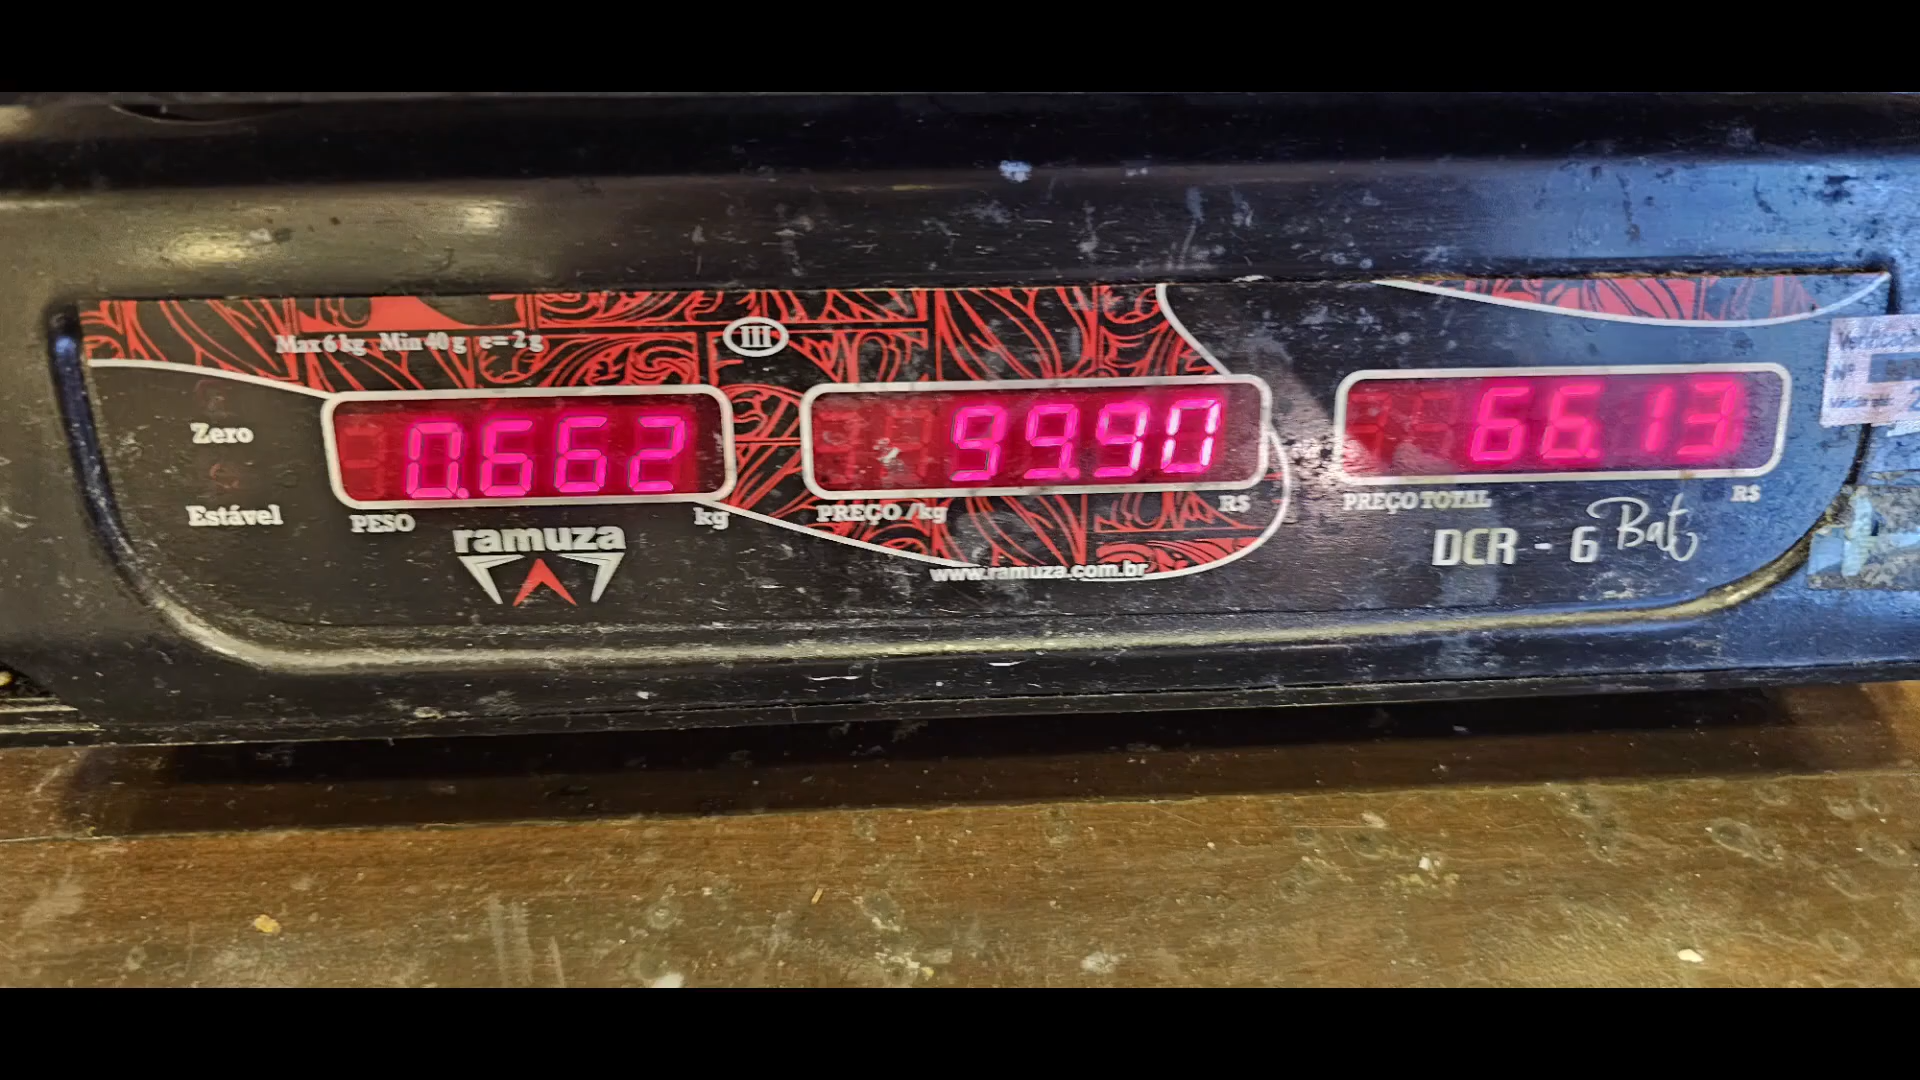 Max 6 kg Min 40 g e = 2 g
III
Zero
Estável
0.662
PESO kg
99.90
PREÇO /kg R$
66.13
PREÇO TOTAL R$
ramuza
www.ramuza.com.br
DCR - 6 Bat